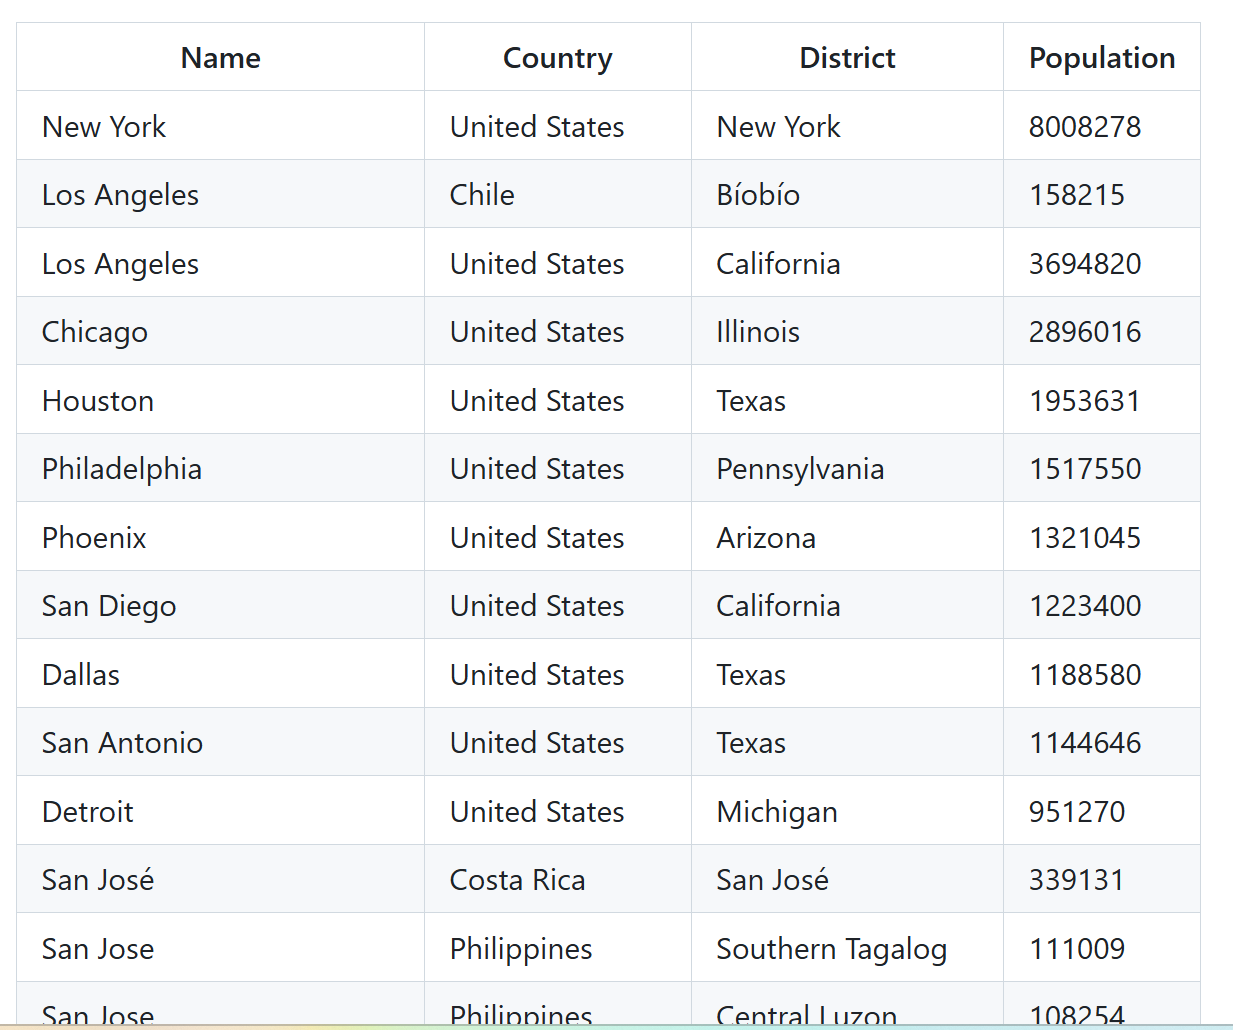 Name Country District Population
New York United States New York 8008278
Los Angeles Chile Bíobío 158215
Los Angeles United States California 3694820
Chicago United States Illinois 2896016
Houston United States Texas 1953631
Philadelphia United States Pennsylvania 1517550
Phoenix United States Arizona 1321045
San Diego United States California 1223400
Dallas United States Texas 1188580
San Antonio United States Texas 1144646
Detroit United States Michigan 951270
San José Costa Rica San José 339131
San Jose Philippines Southern Tagalog 111009
San Jose Philippines Central Luzon 108254